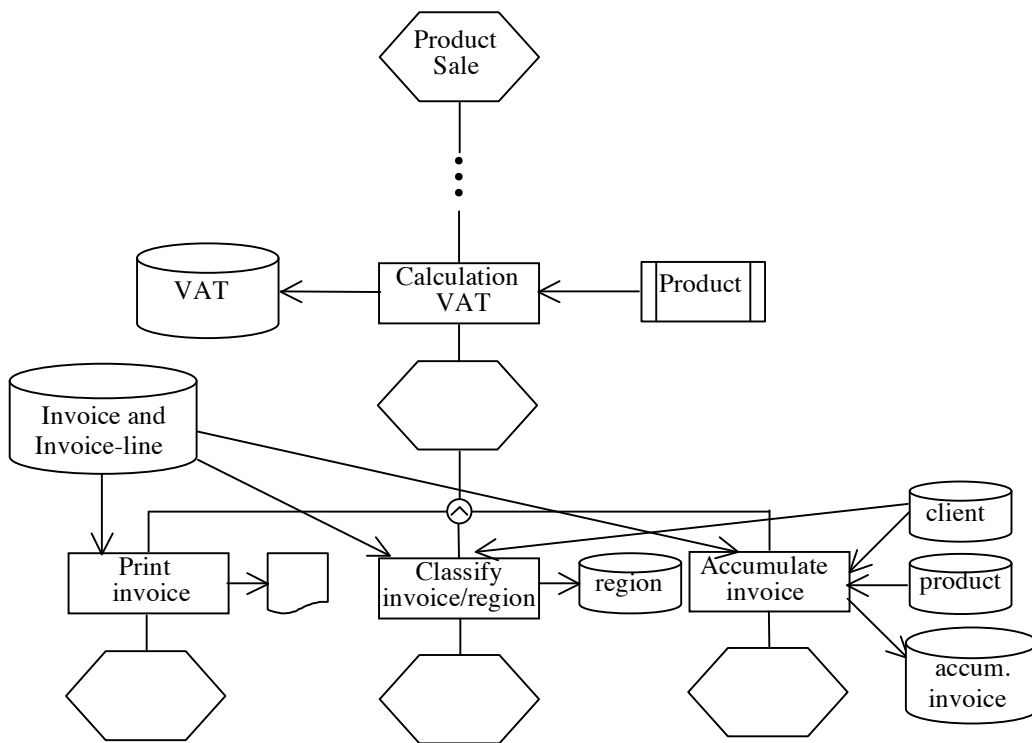 Product
Sale
VAT
Calculation
VAT
Product
Invoice and
Invoice-line
client
Print
invoice
Classify
invoice/region
region
Accumulate
invoice
product
accum.
invoice